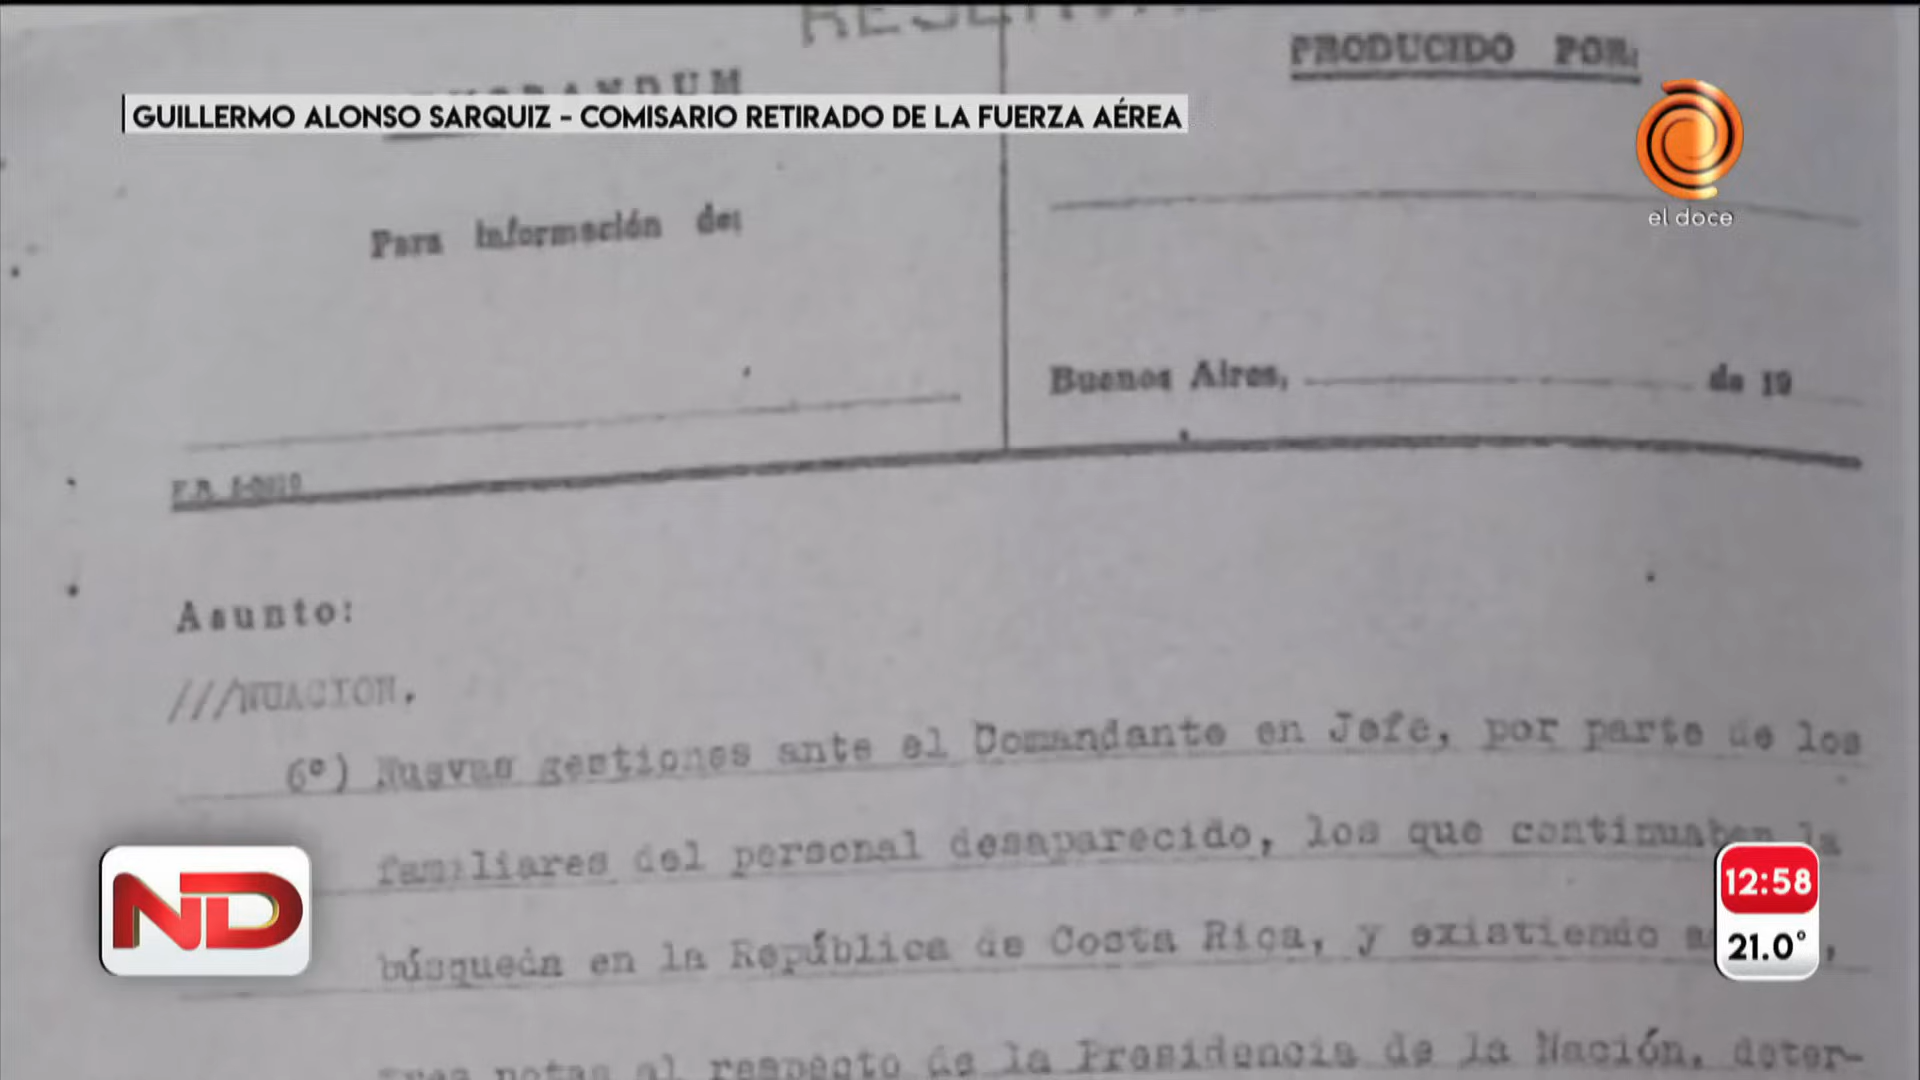 PRODUCIDO POR:
GUILLERMO ALONSO SARQUIZ - COMISARIO RETIRADO DE LA FUERZA AÉREA
el doce
Para información de:
Buenos Aires, de 19
Asunto:
///NUACION.
6º) Nuevas gestiones ante el Comandante en Jefe, por parte de los
familiares del personal desaparecido, los que continuaban la
búsqueda en la República de Costa Rica, y existiendo
tres notas al respecto de la Presidencia de la Nación, deter-
ND
12:58
21.0°